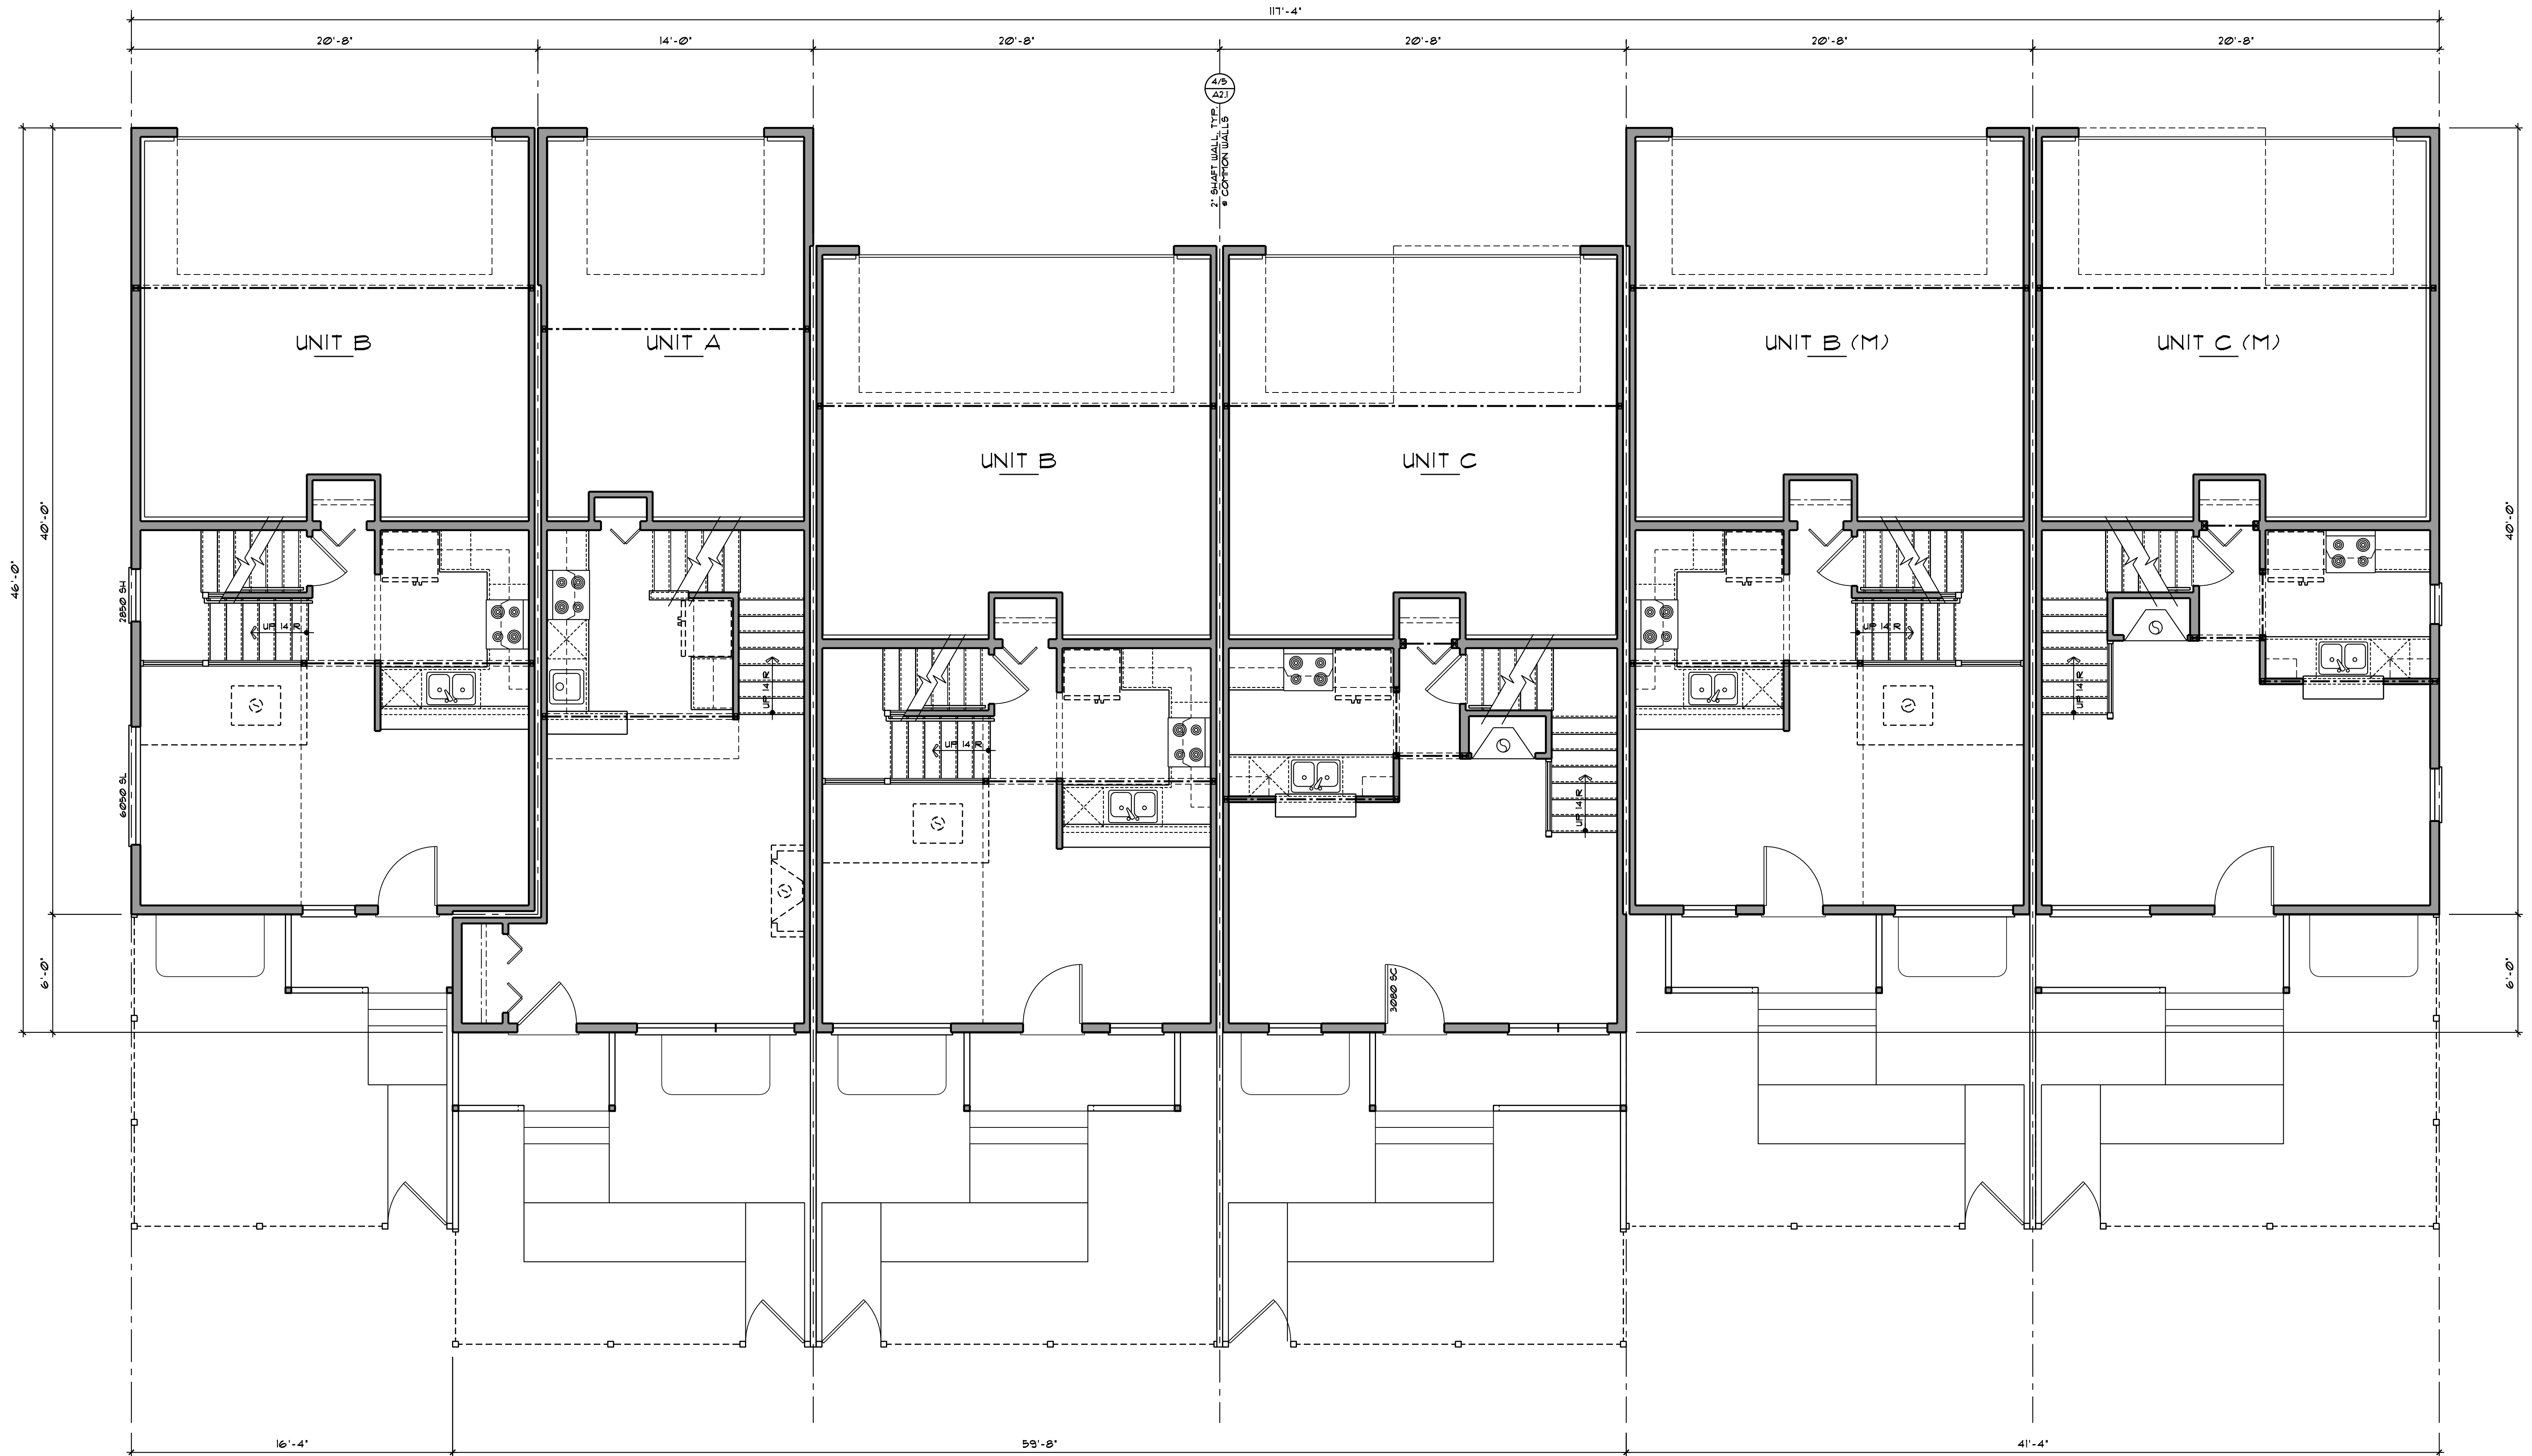 117'-4"
20'-8"
14'-0"
20'-8"
20'-8"
20'-8"
20'-8"
4/5
A2.1
2" SHAFT WALL, TYP.
@ COMMON WALLS
UNIT B
UNIT A
UNIT B (M)
UNIT C (M)
UNIT B
UNIT C
46'-0"
40'-0"
40'-0"
2850 SH
UP 14 R
UP 14 R
UP 14 R
UP 14 R
UP 14 R
UP 14 R
6050 SL
3080 SC
6'-0"
6'-0"
16'-4"
59'-8"
41'-4"